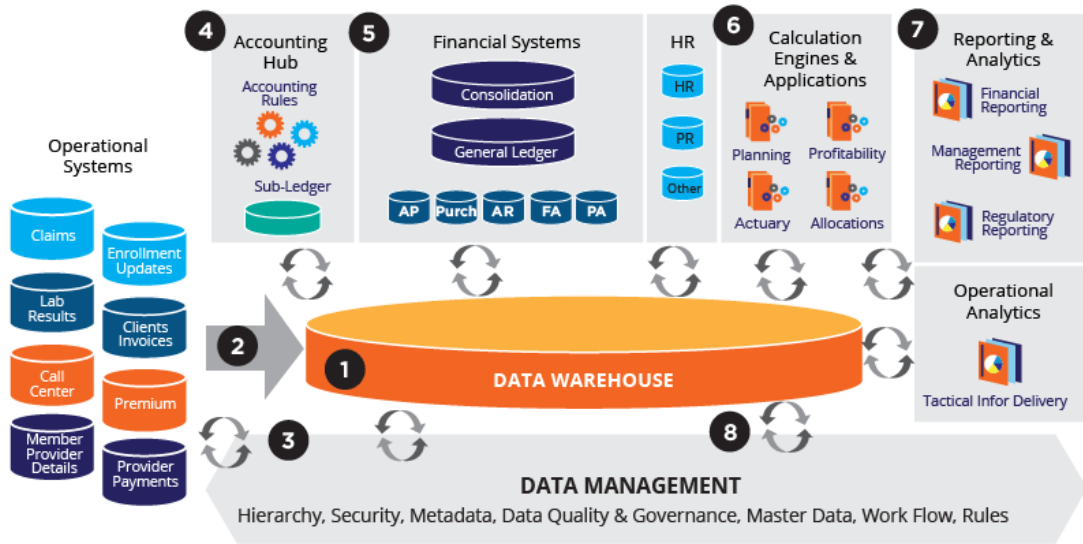 Operational
Systems
Claims
Enrollment
Updates
Lab
Results
Clients
Invoices
Call
Center
Premium
Member
Provider
Details
Provider
Payments
2
4
Accounting
Hub
Accounting
Rules
Sub-Ledger
5
Financial Systems
Consolidation
General Ledger
AP
Purch
AR
FA
PA
HR
HR
PR
Other
6
Calculation
Engines &
Applications
Planning
Profitability
Actuary
Allocations
7
Reporting &
Analytics
Financial
Reporting
Management
Reporting
Regulatory
Reporting
Operational
Analytics
Tactical Infor Delivery
1
DATA WAREHOUSE
3
8
DATA MANAGEMENT
Hierarchy, Security, Metadata, Data Quality & Governance, Master Data, Work Flow, Rules